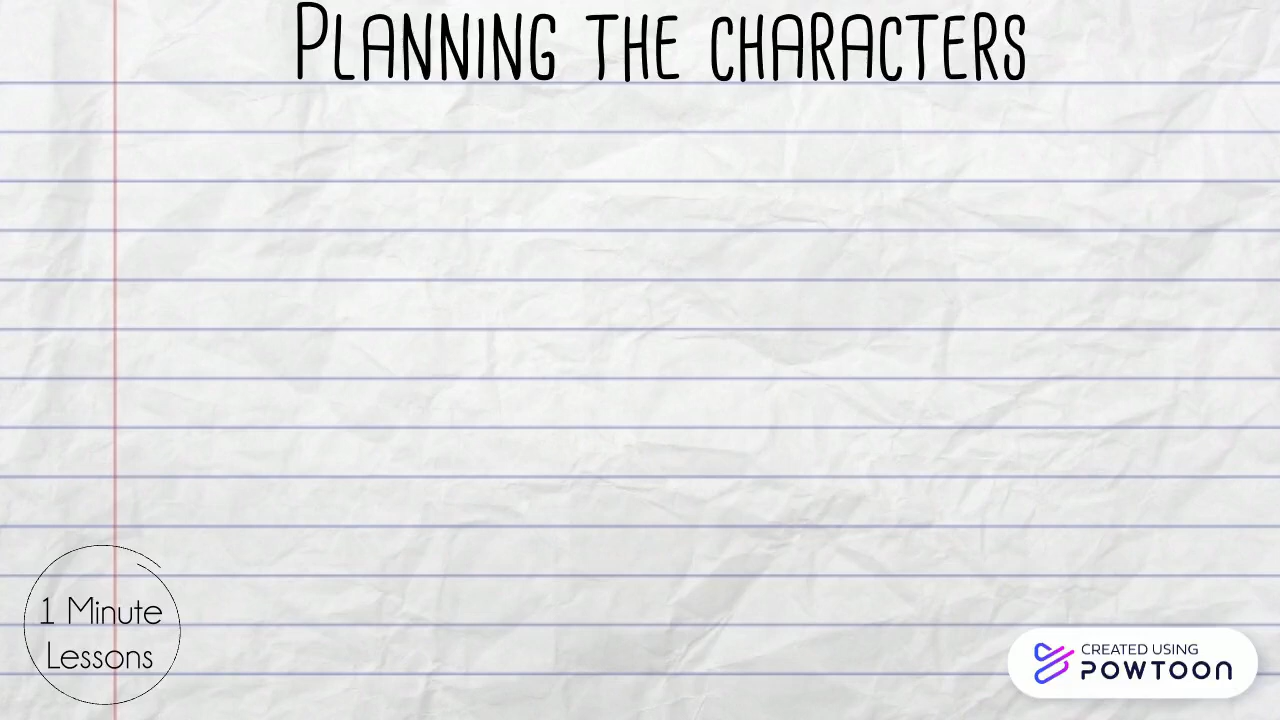 Planning the characters
1 Minute
Lessons
CREATED USING
POWTOON